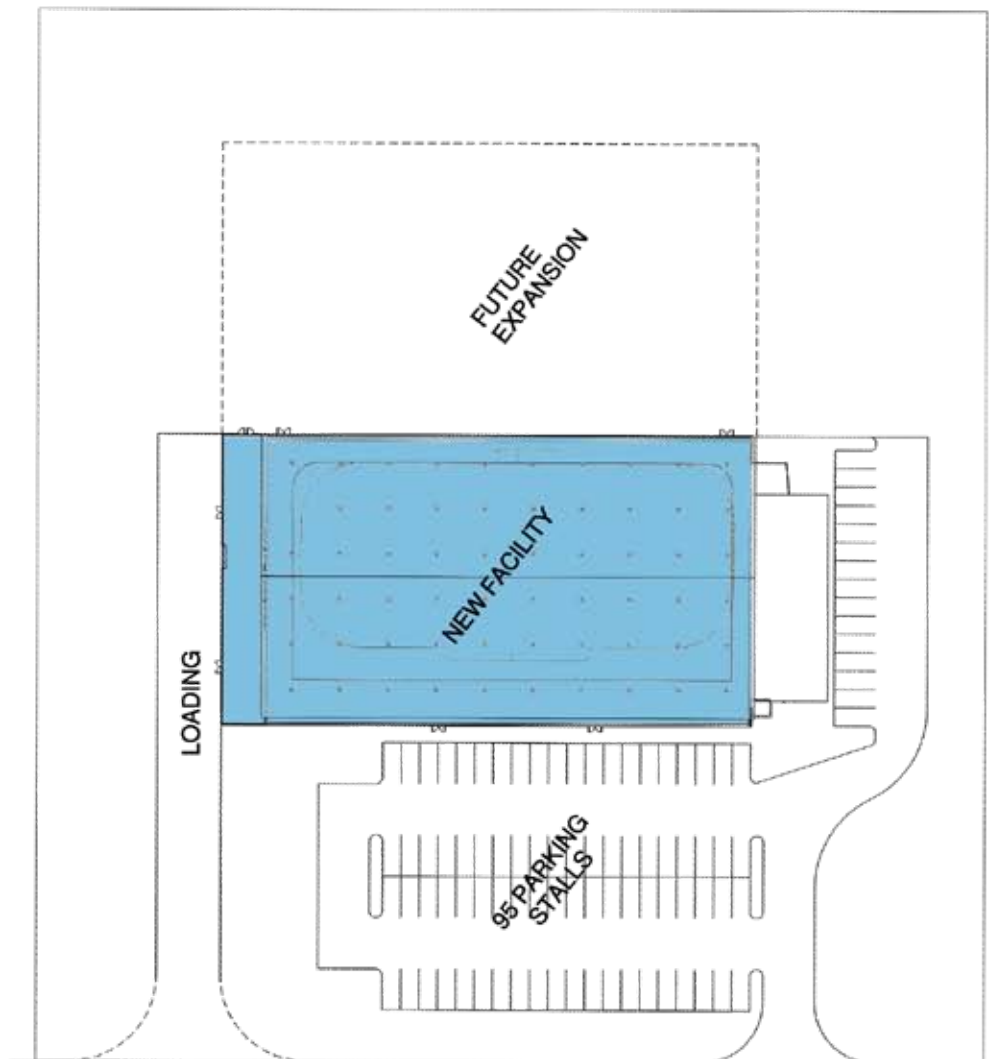 FUTURE
EXPANSION
NEW FACILITY
LOADING
95 PARKING
STALLS